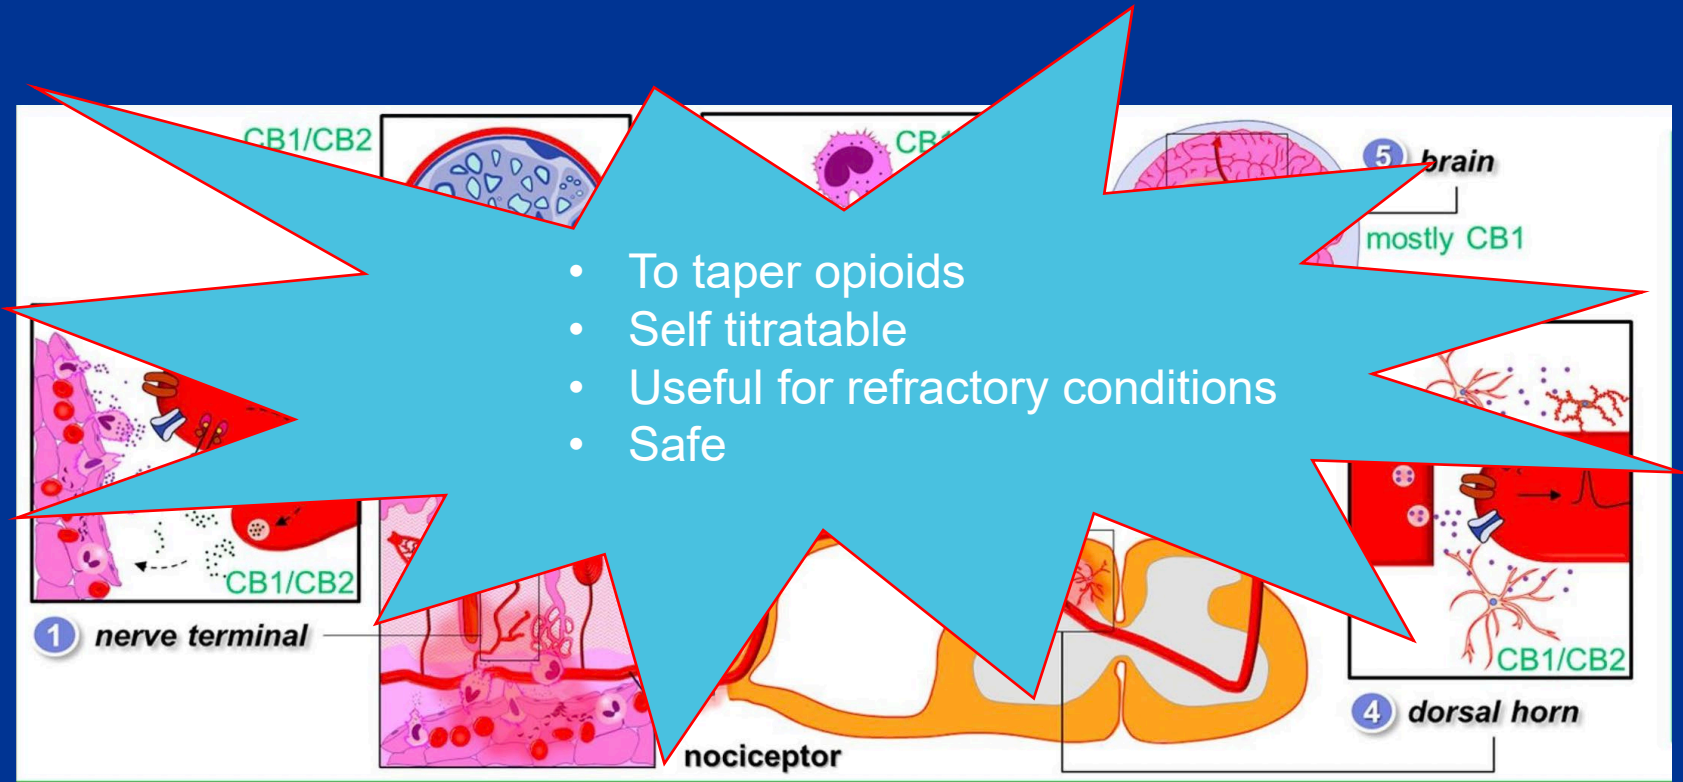 CB1/CB2
CB1
5 brain
mostly CB1
• To taper opioids
• Self titratable
• Useful for refractory conditions
• Safe
CB1/CB2
1 nerve terminal
CB1/CB2
4 dorsal horn
nociceptor